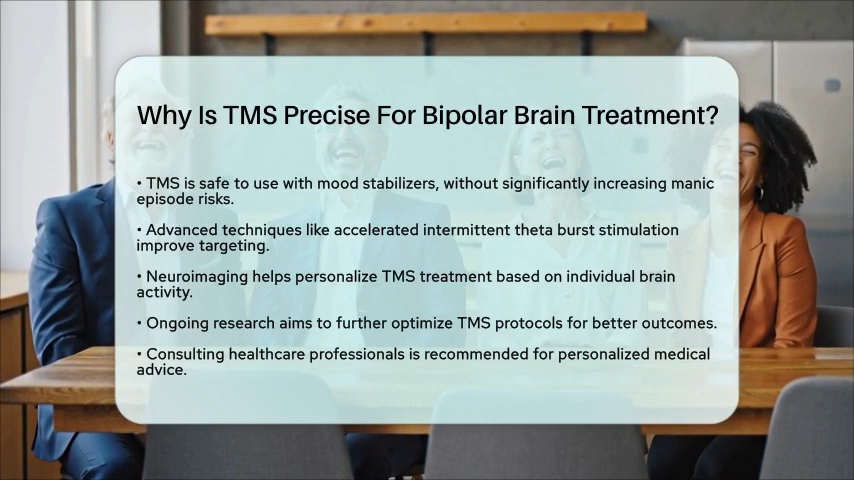 Why Is TMS Precise For Bipolar Brain Treatment?
• TMS is safe to use with mood stabilizers, without significantly increasing manic
episode risks.
• Advanced techniques like accelerated intermittent theta burst stimulation
improve targeting.
• Neuroimaging helps personalize TMS treatment based on individual brain
activity.
• Ongoing research aims to further optimize TMS protocols for better outcomes.
• Consulting healthcare professionals is recommended for personalized medical
advice.